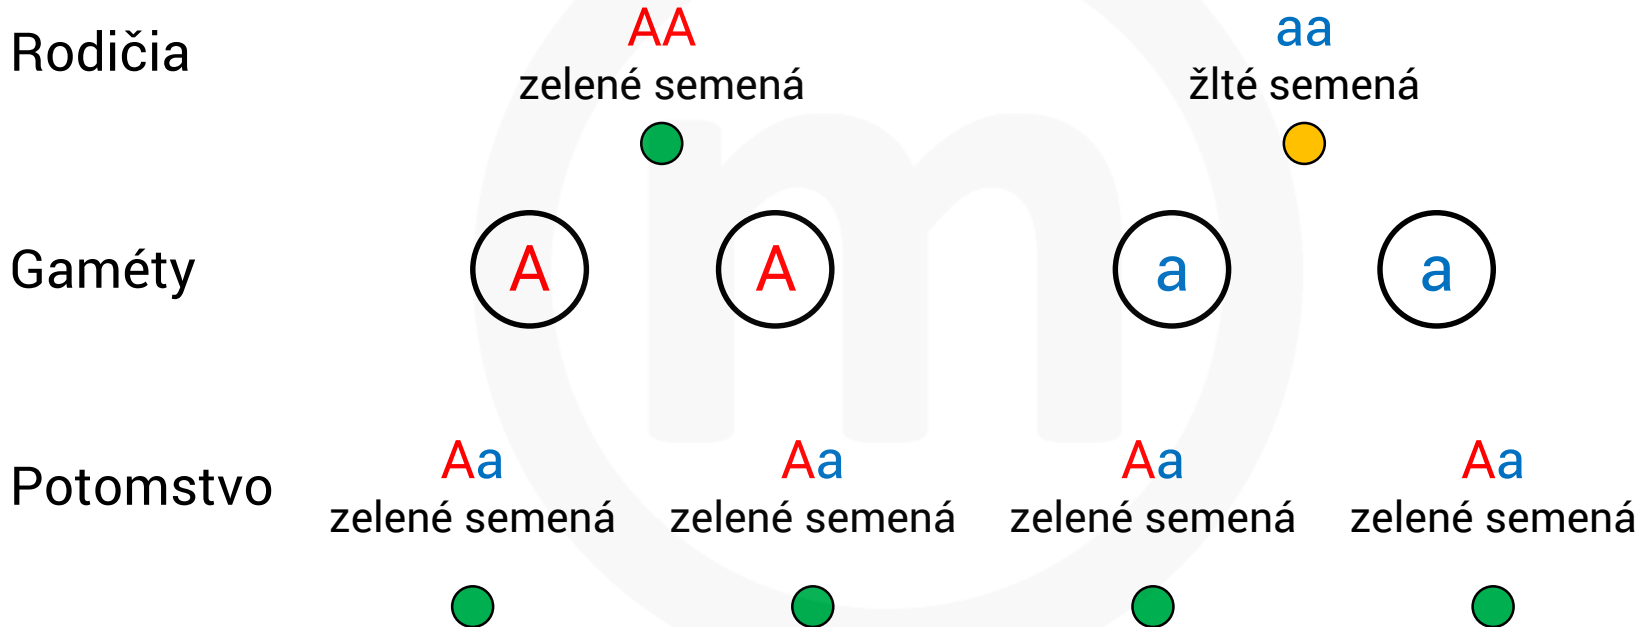 Rodičia
AA
aa
zelené semená
žlté semená
Gaméty
A
A
a
a
Potomstvo
Aa
Aa
Aa
Aa
zelené semená
zelené semená
zelené semená
zelené semená
m